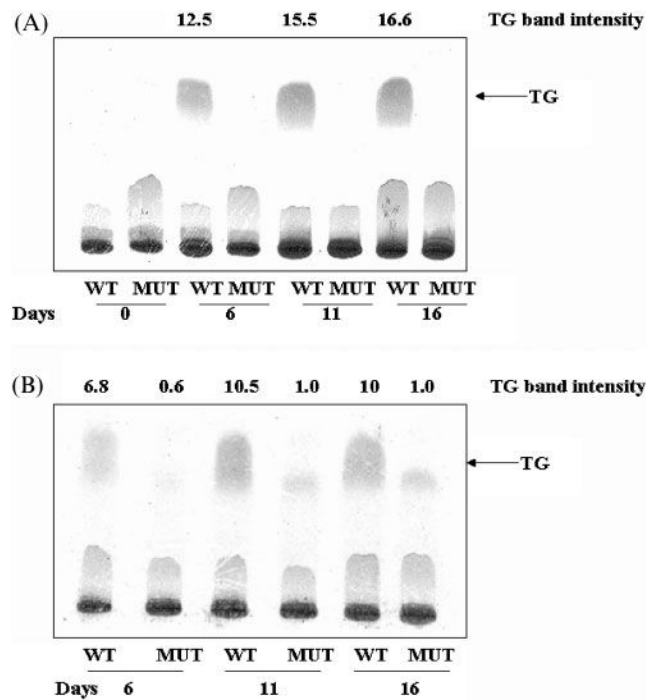 (A) 12.5 15.5 16.6 TG band intensity
TG
WT MUT WT MUT WT MUT WT MUT
Days 0 6 11 16
(B) 6.8 0.6 10.5 1.0 10 1.0 TG band intensity
TG
WT MUT WT MUT WT MUT
Days 6 11 16